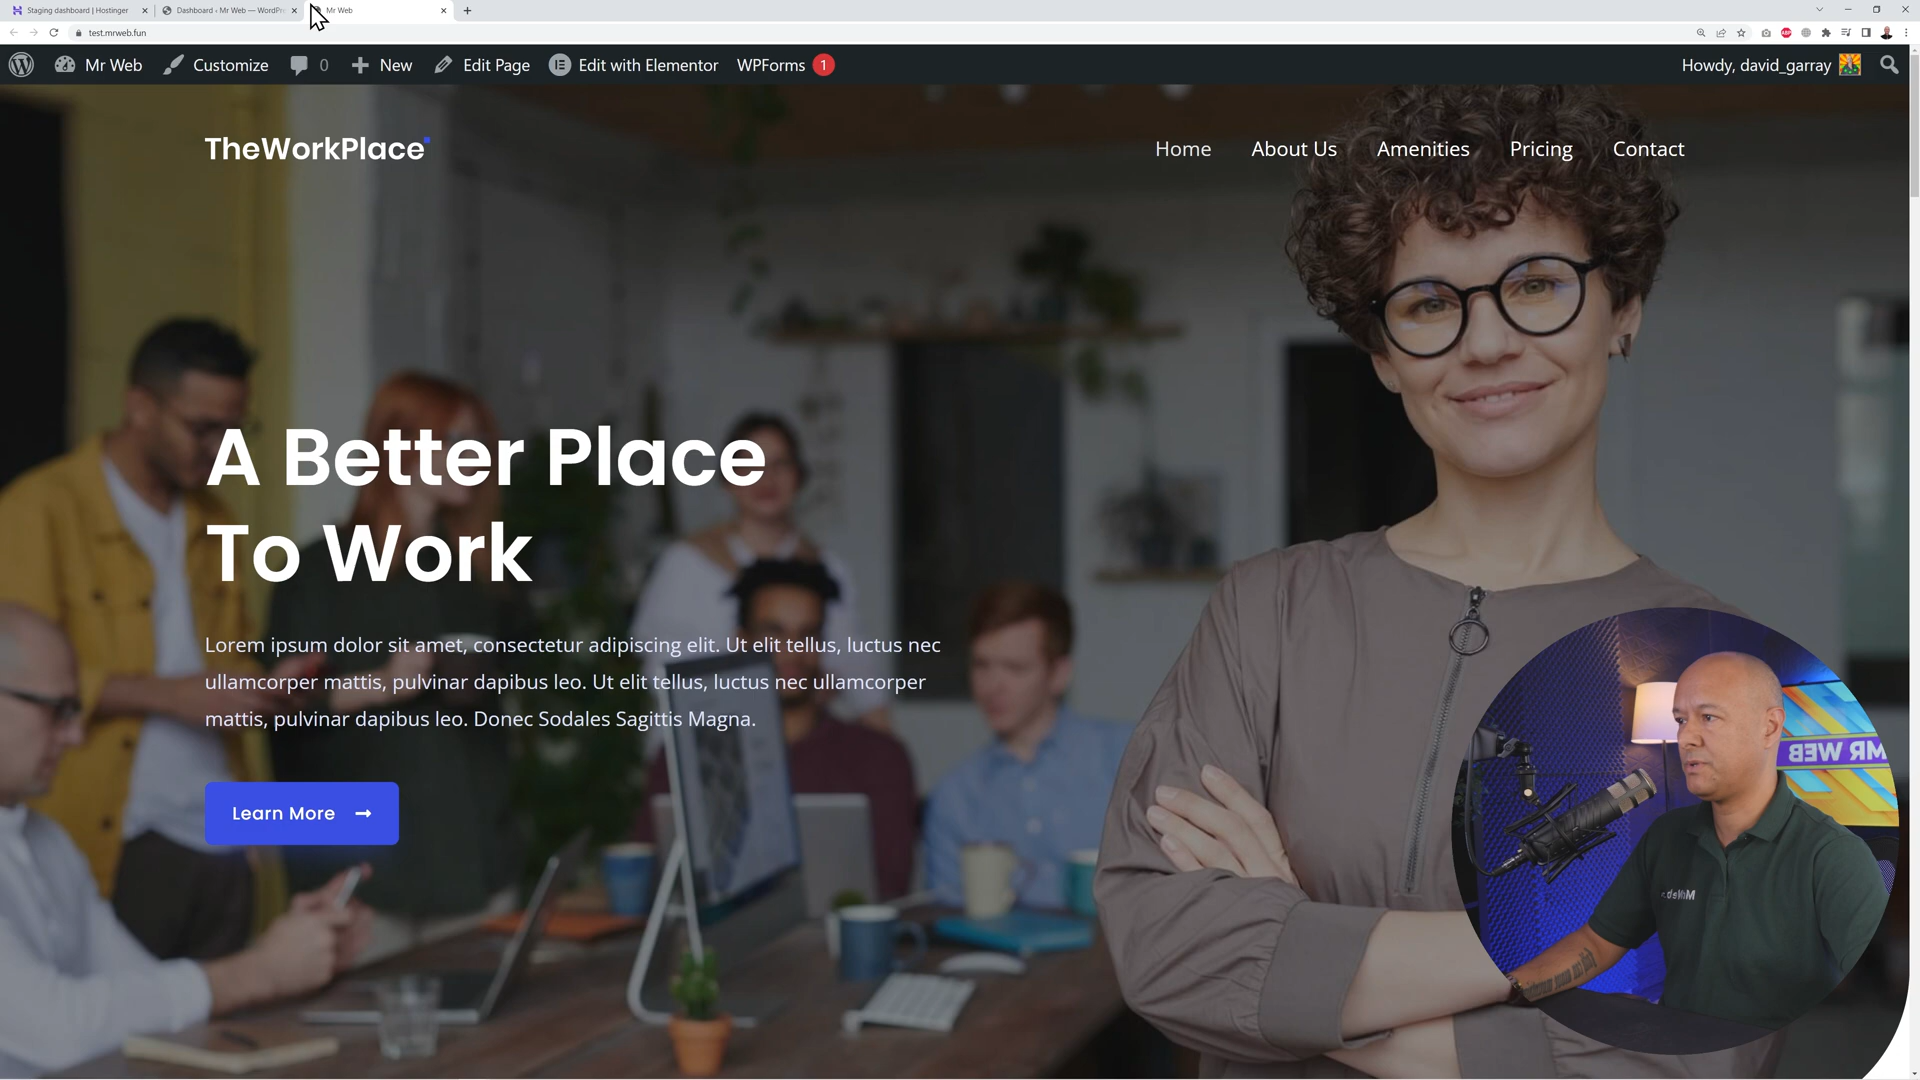 Staging dashboard | Hostinger
Dashboard ‹ Mr Web — WordPr
Mr Web
test.mrweb.fun
Mr Web
Customize
0
New
Edit Page
Edit with Elementor
WPForms
1
Howdy, david_garray
TheWorkPlace
Home
About Us
Amenities
Pricing
Contact
A Better Place
To Work
Lorem ipsum dolor sit amet, consectetur adipiscing elit. Ut elit tellus, luctus nec
ullamcorper mattis, pulvinar dapibus leo. Ut elit tellus, luctus nec ullamcorper
mattis, pulvinar dapibus leo. Donec Sodales Sagittis Magna.
Learn More
MR WEB